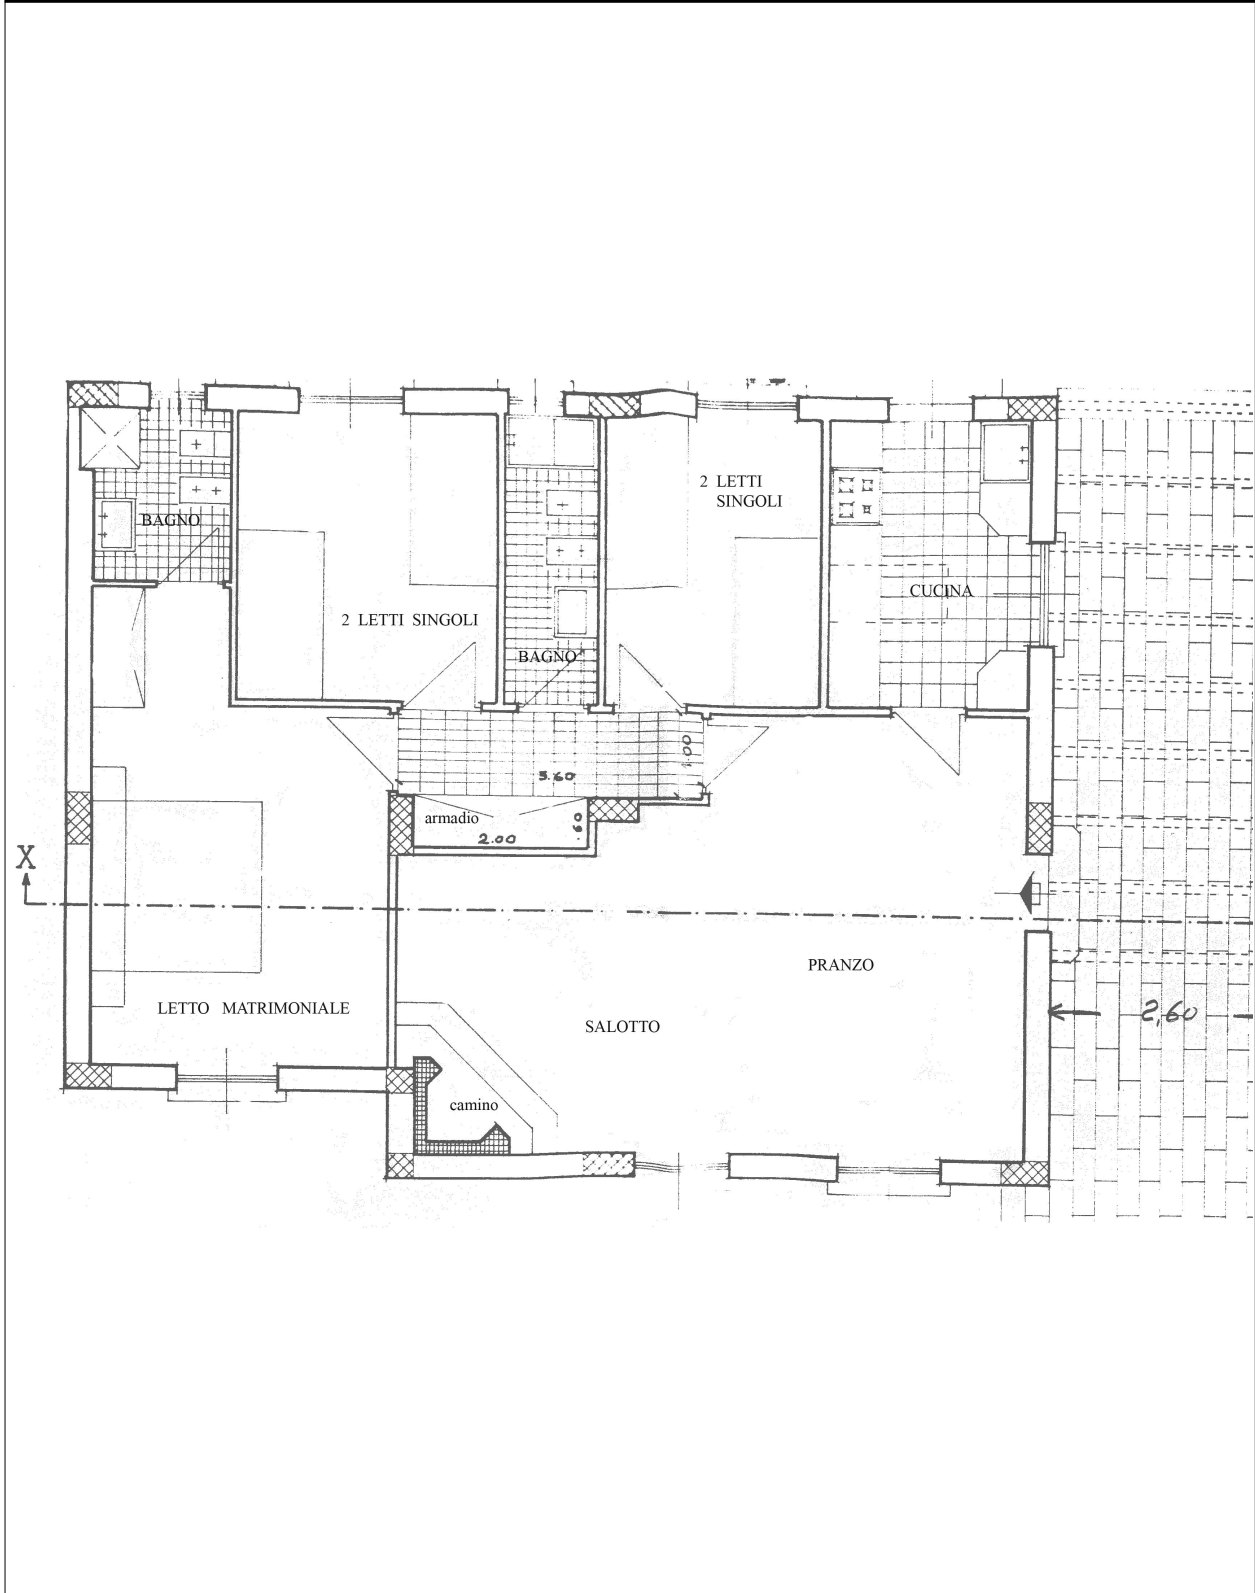 2 LETTI
SINGOLI
BAGNO
CUCINA
2 LETTI SINGOLI
BAGNO
1.00
3.60
armadio
2.00
.60
X
PRANZO
LETTO MATRIMONIALE
SALOTTO
2,60
camino